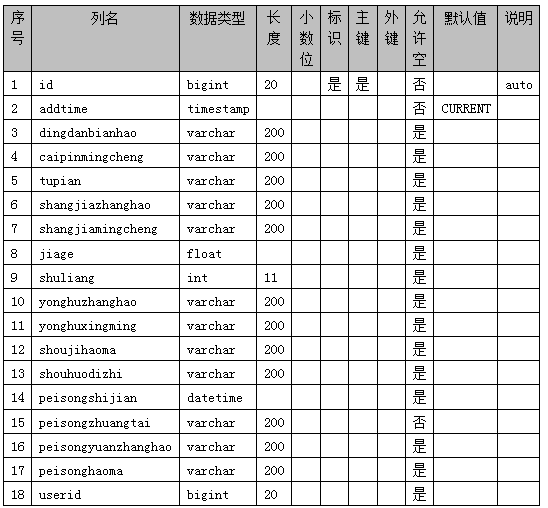 序号 列名 数据类型 长度 小数位 标识 主键 外键 允许空 默认值 说明
1 id bigint 20 是 是 否 auto
2 addtime timestamp 否 CURRENT
3 dingdanbianhao varchar 200 是
4 caipinmingcheng varchar 200 是
5 tupian varchar 200 是
6 shangjiazhanghao varchar 200 是
7 shangjiamingcheng varchar 200 是
8 jiage float 是
9 shuliang int 11 是
10 yonghuzhanghao varchar 200 是
11 yonghuxingming varchar 200 是
12 shoujihaoma varchar 200 是
13 shouhuodizhi varchar 200 是
14 peisongshijian datetime 是
15 peisongzhuangtai varchar 200 否
16 peisongyuanzhanghao varchar 200 是
17 peisonghaoma varchar 200 是
18 userid bigint 20 是